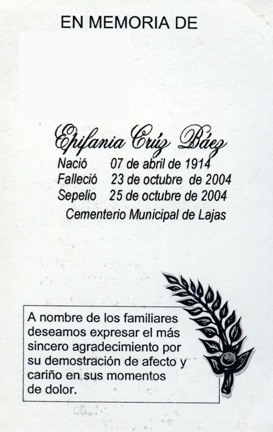 EN MEMORIA DE
Epifania Crúz Báez
Nació 07 de abril de 1914
Falleció 23 de octubre de 2004
Sepelio 25 de octubre de 2004
Cementerio Municipal de Lajas
A nombre de los familiares
deseamos expresar el más
sincero agradecimiento por
su demostración de afecto y
cariño en sus momentos
de dolor.